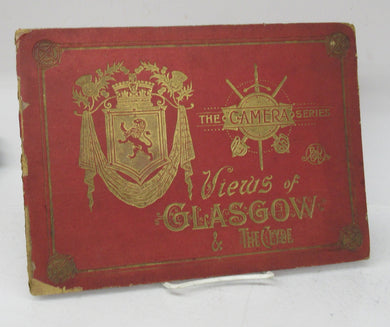 THE CAMERA SERIES
Views of
GLASGOW
& THE CLYDE